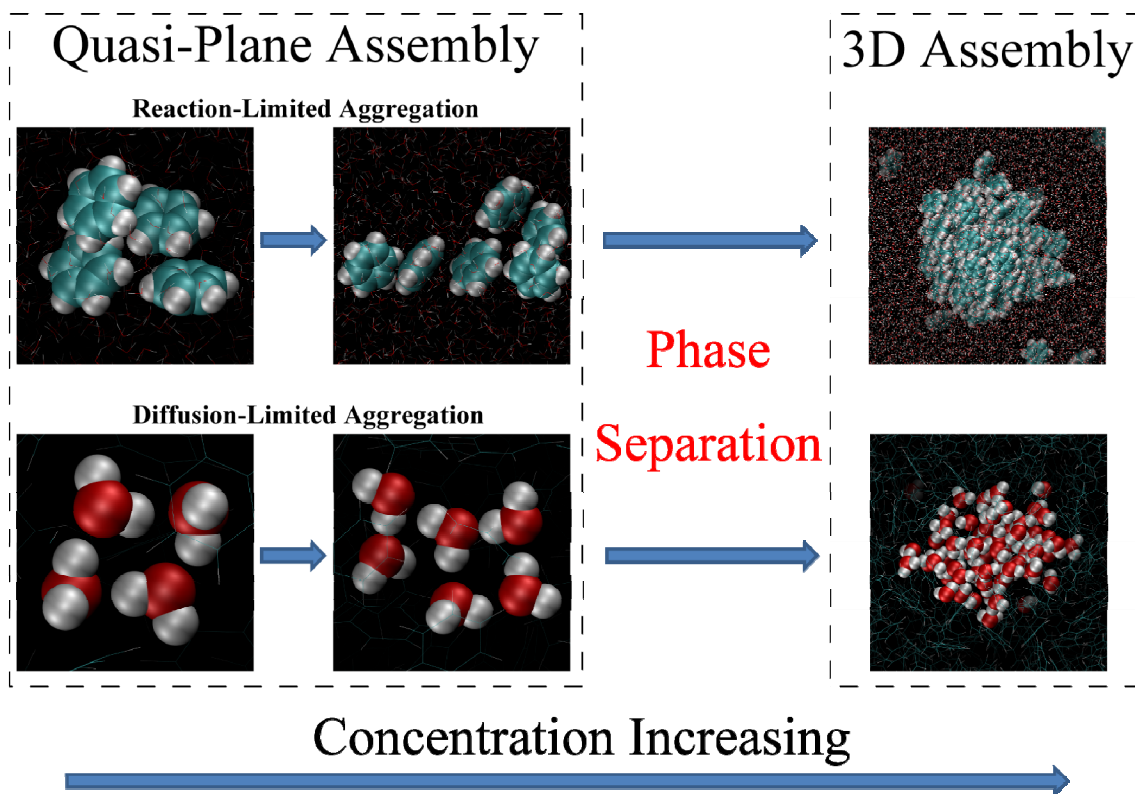 Quasi-Plane Assembly
3D Assembly
Reaction-Limited Aggregation
Phase
Separation
Diffusion-Limited Aggregation
Concentration Increasing